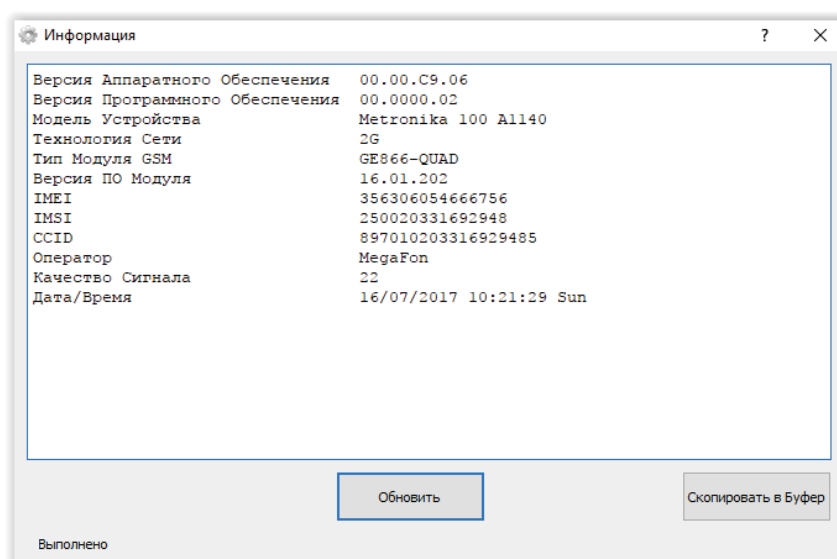 Информация
Версия Аппаратного Обеспечения 00.00.C9.06
Версия Программного Обеспечения 00.0000.02
Модель Устройства Metronika 100 A1140
Технология Сети 2G
Тип Модуля GSM GE866-QUAD
Версия ПО Модуля 16.01.202
IMEI 356306054666756
IMSI 250020331692948
CCID 897010203316929485
Оператор MegaFon
Качество Сигнала 22
Дата/Время 16/07/2017 10:21:29 Sun
Обновить Скопировать в Буфер
Выполнено